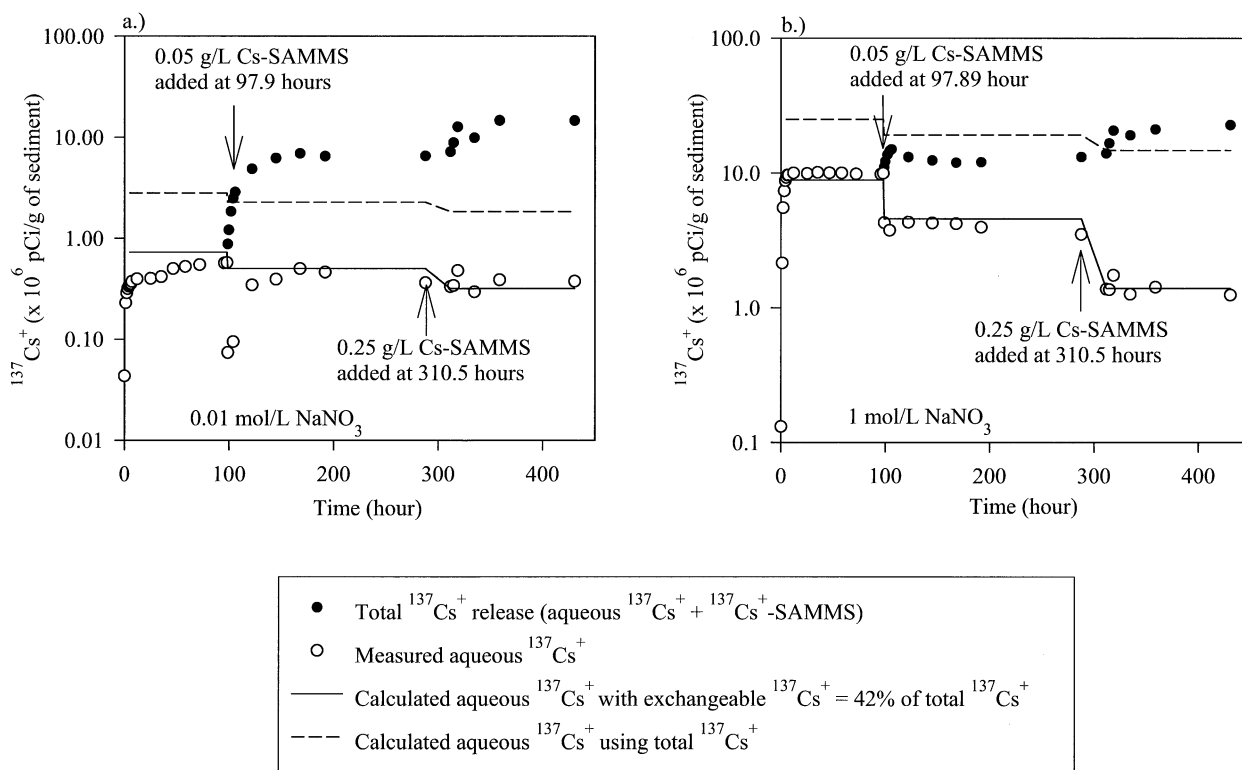 a.)
100.00
10.00
1.00
0.10
0.01
¹³⁷Cs⁺ (x 10⁶ pCi/g of sediment)
0.05 g/L Cs-SAMMS
added at 97.9 hours
0.25 g/L Cs-SAMMS
added at 310.5 hours
0.01 mol/L NaNO₃
0 100 200 300 400
Time (hour)
b.)
100.0
10.0
1.0
0.1
¹³⁷Cs⁺ (x 10⁶ pCi/g of sediment)
0.05 g/L Cs-SAMMS
added at 97.89 hour
0.25 g/L Cs-SAMMS
added at 310.5 hours
1 mol/L NaNO₃
0 100 200 300 400
Time (hour)
Total ¹³⁷Cs⁺ release (aqueous ¹³⁷Cs⁺ + ¹³⁷Cs⁺-SAMMS)
Measured aqueous ¹³⁷Cs⁺
Calculated aqueous ¹³⁷Cs⁺ with exchangeable ¹³⁷Cs⁺ = 42% of total ¹³⁷Cs⁺
Calculated aqueous ¹³⁷Cs⁺ using total ¹³⁷Cs⁺